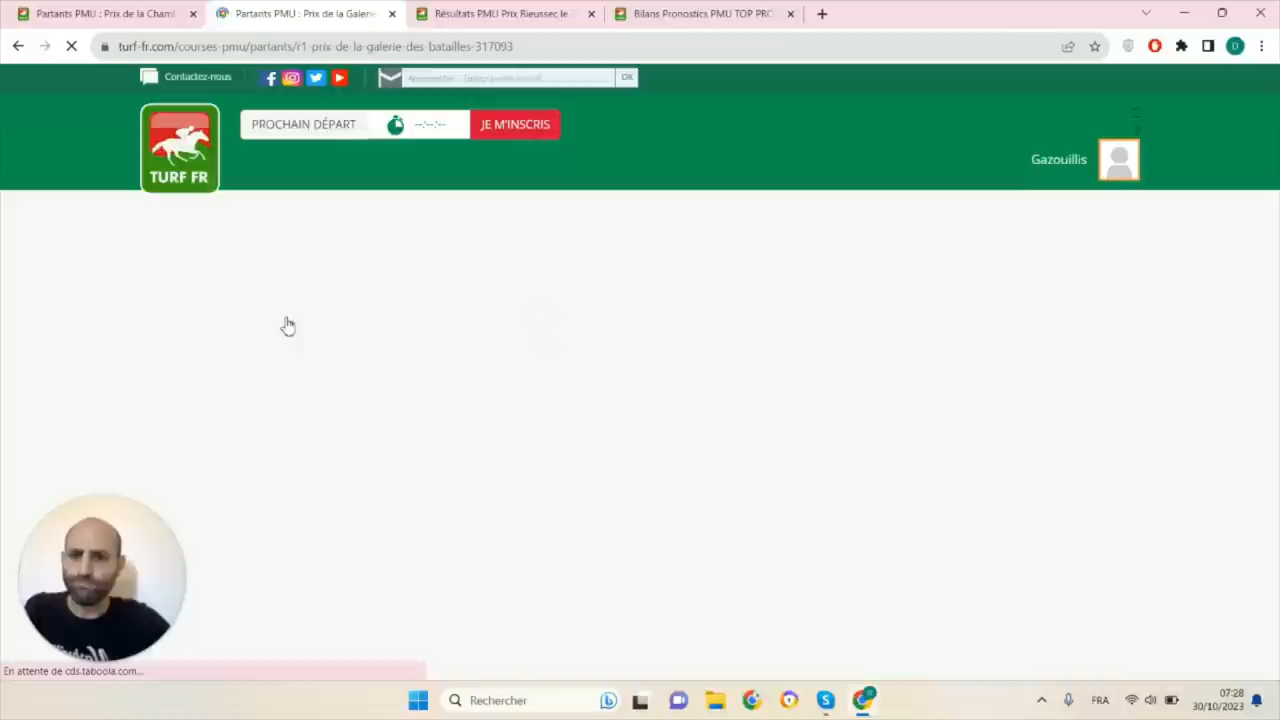 Partants PMU : Prix de la Chami
Partants PMU : Prix de la Galerie
Résultats PMU Prix Rieussec le
Bilans Pronostics PMU TOP PRO
turf-fr.com/courses-pmu/partants/r1-prix-de-la-galerie-des-batailles-317093
Contactez-nous
OK
PROCHAIN DÉPART
--:--:--
JE M'INSCRIS
TURF FR
Gazouillis
En attente de cds.taboola.com...
Rechercher
FRA
07:28
30/10/2023